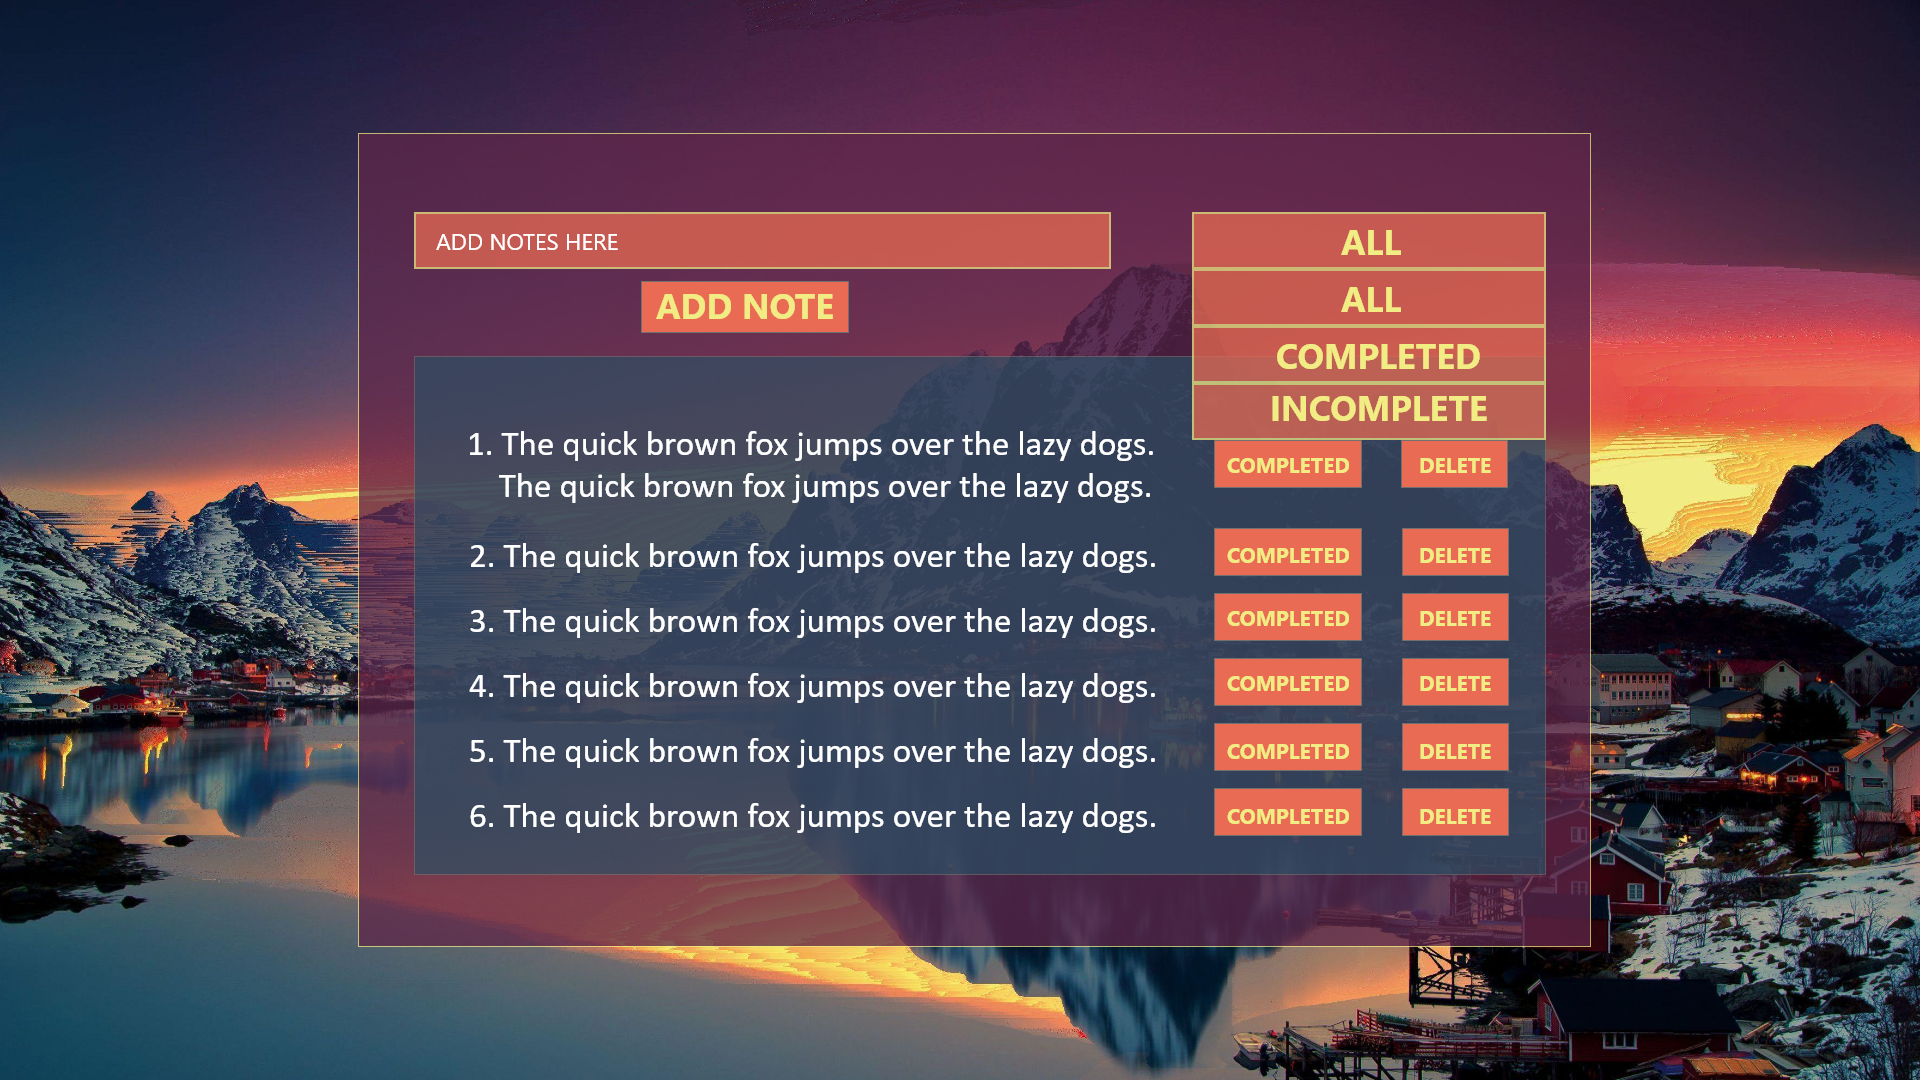 ADD NOTES HERE
ADD NOTE
ALL
ALL
COMPLETED
INCOMPLETE
1. The quick brown fox jumps over the lazy dogs.
The quick brown fox jumps over the lazy dogs.
COMPLETED DELETE
2. The quick brown fox jumps over the lazy dogs. COMPLETED DELETE
3. The quick brown fox jumps over the lazy dogs. COMPLETED DELETE
4. The quick brown fox jumps over the lazy dogs. COMPLETED DELETE
5. The quick brown fox jumps over the lazy dogs. COMPLETED DELETE
6. The quick brown fox jumps over the lazy dogs. COMPLETED DELETE